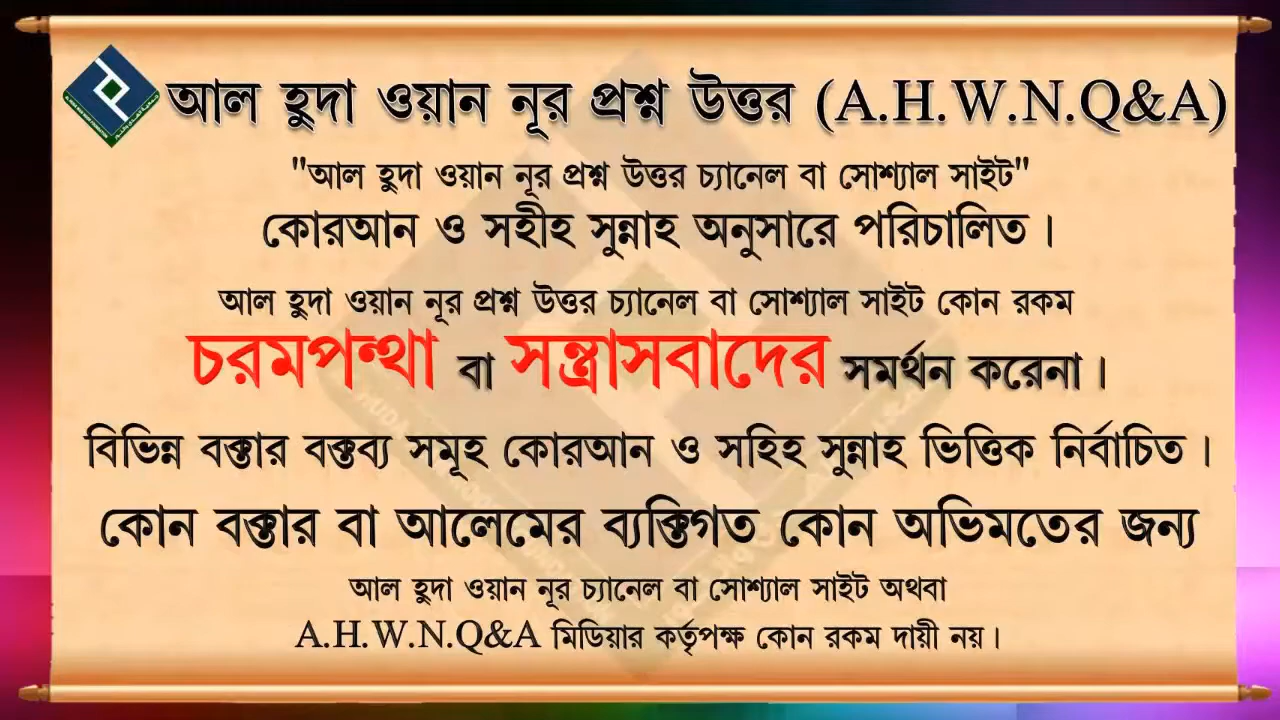 আল হুদা ওয়ান নূর প্রশ্ন উত্তর (A.H.W.N.Q&A)
"আল হুদা ওয়ান নূর প্রশ্ন উত্তর চ্যানেল বা সোশ্যাল সাইট"
কোরআন ও সহীহ সুন্নাহ অনুসারে পরিচালিত।
আল হুদা ওয়ান নূর প্রশ্ন উত্তর চ্যানেল বা সোশ্যাল সাইট কোন রকম
চরমপন্থা বা সন্ত্রাসবাদের সমর্থন করেনা।
বিভিন্ন বক্তার বক্তব্য সমূহ কোরআন ও সহিহ সুন্নাহ ভিত্তিক নির্বাচিত।
কোন বক্তার বা আলেমের ব্যক্তিগত কোন অভিমতের জন্য
আল হুদা ওয়ান নূর চ্যানেল বা সোশ্যাল সাইট অথবা
A.H.W.N.Q&A মিডিয়ার কর্তৃপক্ষ কোন রকম দায়ী নয়।